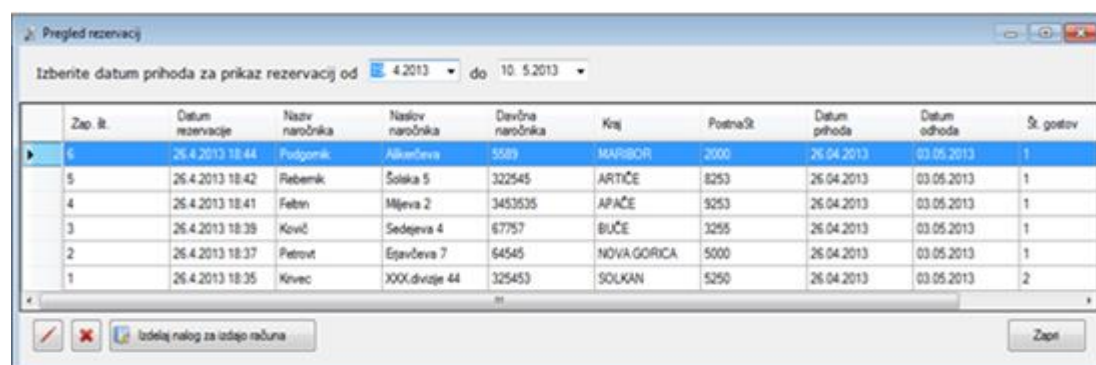 Pregled rezervacij
Izberite datum prihoda za prikaz rezervacij od 4.2013 do 10. 5.2013
Zap. št. Datum rezervacije Naziv naročnika Naslov naročnika Davčna naročnika Kraj PostnaSt Datum prihoda Datum odhoda Št. gostov
6 26.4.2013 18:44 Podgornik 5589 MARIBOR 2000 26.04.2013 03.05.2013 1
5 26.4.2013 18:42 Rebernik Šolska 5 322545 ARTIČE 8253 26.04.2013 03.05.2013 1
4 26.4.2013 18:41 Miljeva 2 3453535 APAČE 9253 26.04.2013 03.05.2013 1
3 26.4.2013 18:39 Kovič Sedejeva 4 67757 BUČE 3255 26.04.2013 03.05.2013 1
2 26.4.2013 18:37 Petrovt Erjavčeva 7 64545 NOVA GORICA 5000 26.04.2013 03.05.2013 1
1 26.4.2013 18:35 XXX.divizije 44 325453 SOLKAN 5250 26.04.2013 03.05.2013 2
Izdelaj nalog za izdajo računa Zapri